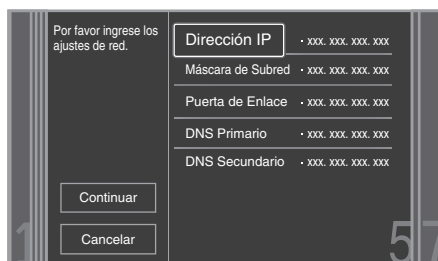 Por favor ingrese los
ajustes de red.
Dirección IP · xxx. xxx. xxx. xxx
Máscara de Subred · xxx. xxx. xxx. xxx
Puerta de Enlace · xxx. xxx. xxx. xxx
DNS Primario · xxx. xxx. xxx. xxx
DNS Secundario · xxx. xxx. xxx. xxx
Continuar
Cancelar
1
57